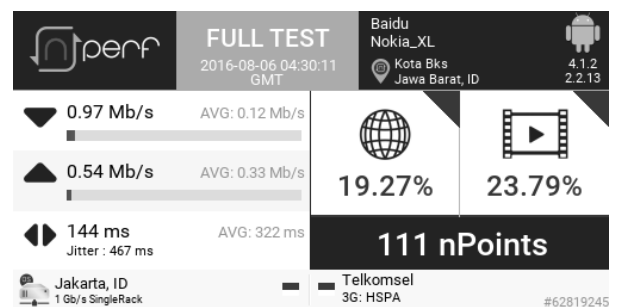 nperf
FULL TEST
2016-08-06 04:30:11
GMT
Baidu
Nokia_XL
Kota Bks
Jawa Barat, ID
4.1.2
2.2.13
0.97 Mb/s
AVG: 0.12 Mb/s
0.54 Mb/s
AVG: 0.33 Mb/s
144 ms
AVG: 322 ms
Jitter : 467 ms
19.27%
23.79%
111 nPoints
Jakarta, ID
1 Gb/s SingleRack
Telkomsel
3G: HSPA
#62819245